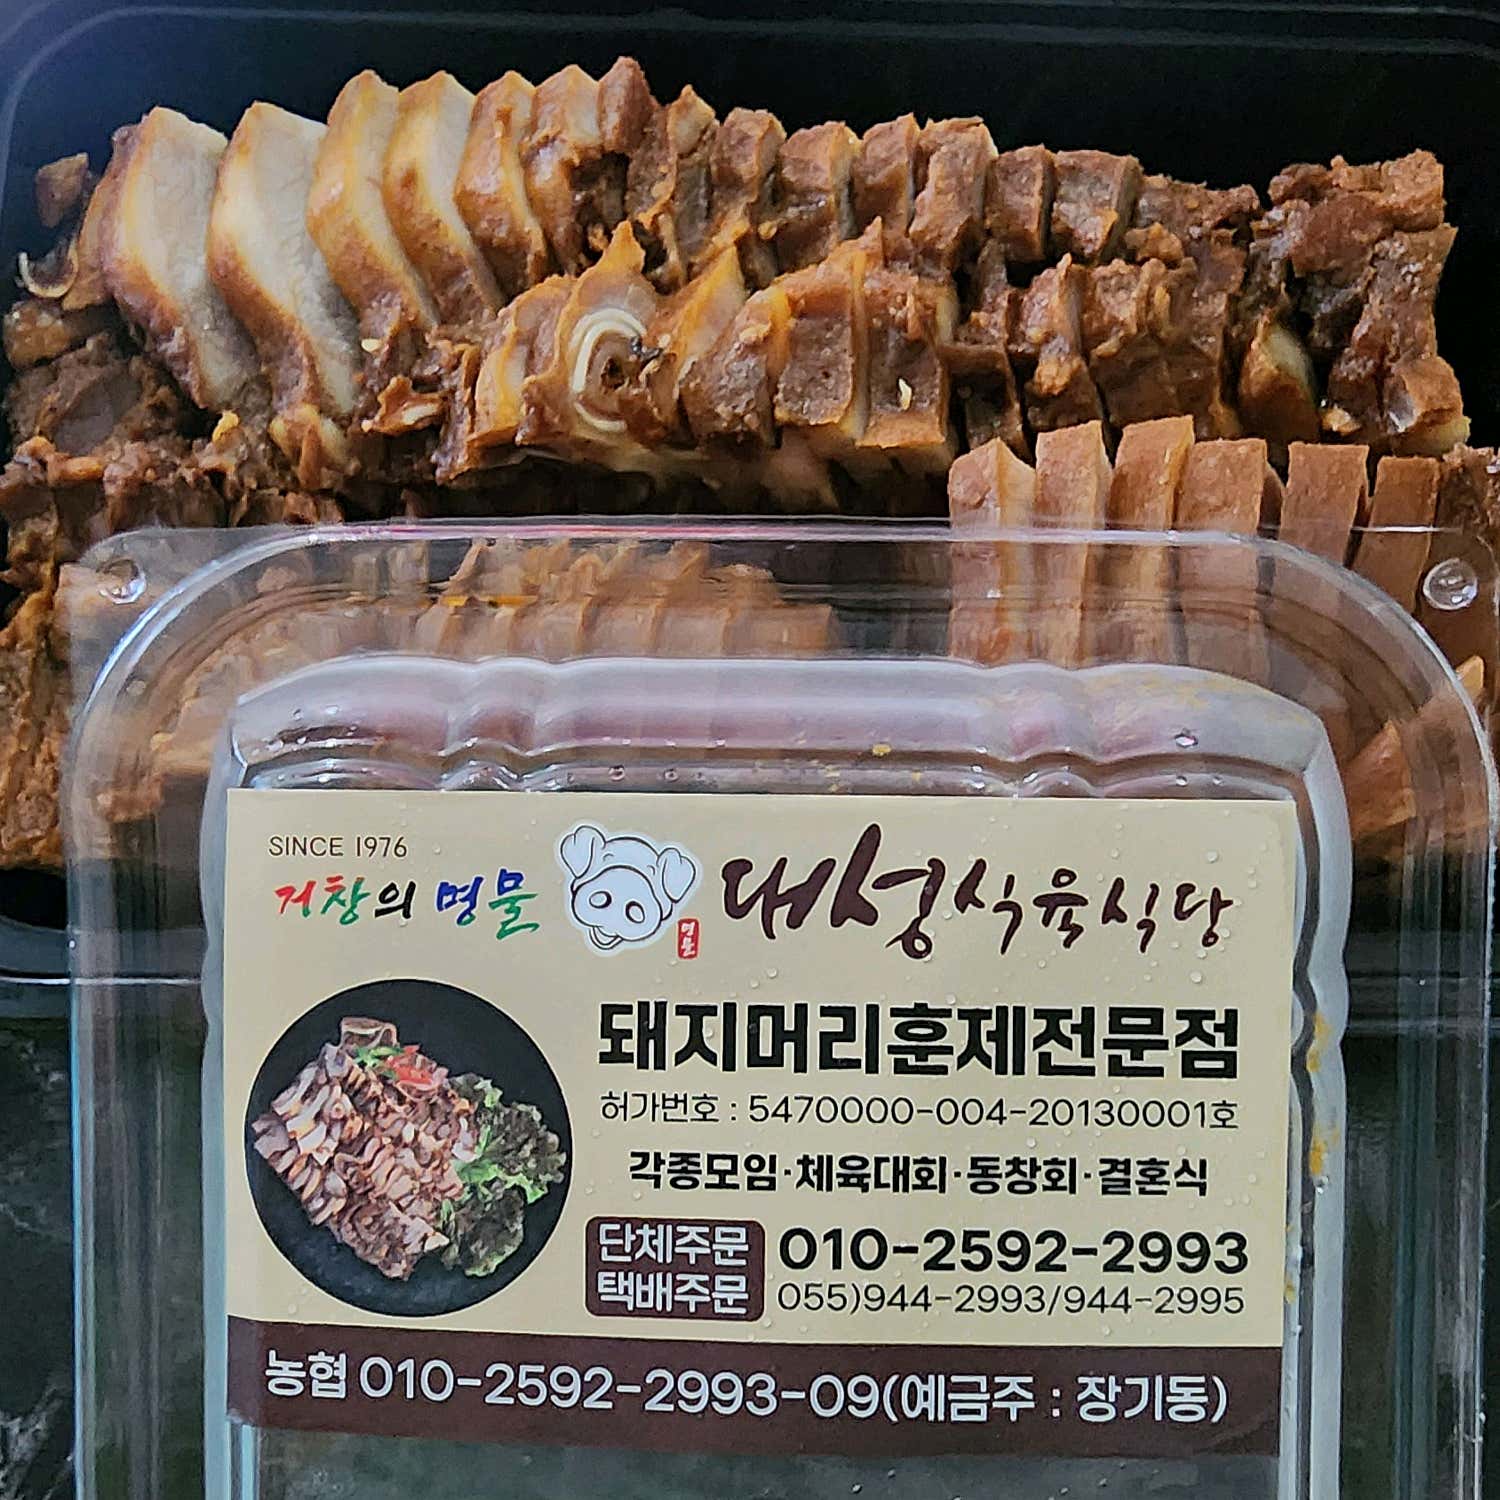 SINCE 1976
거창의 명물
명물
대성식육식당
돼지머리훈제전문점
허가번호 : 5470000-004-20130001호
각종모임·체육대회·동창회·결혼식
단체주문
택배주문
010-2592-2993
055)944-2993/944-2995
농협 010-2592-2993-09(예금주 : 장기동)